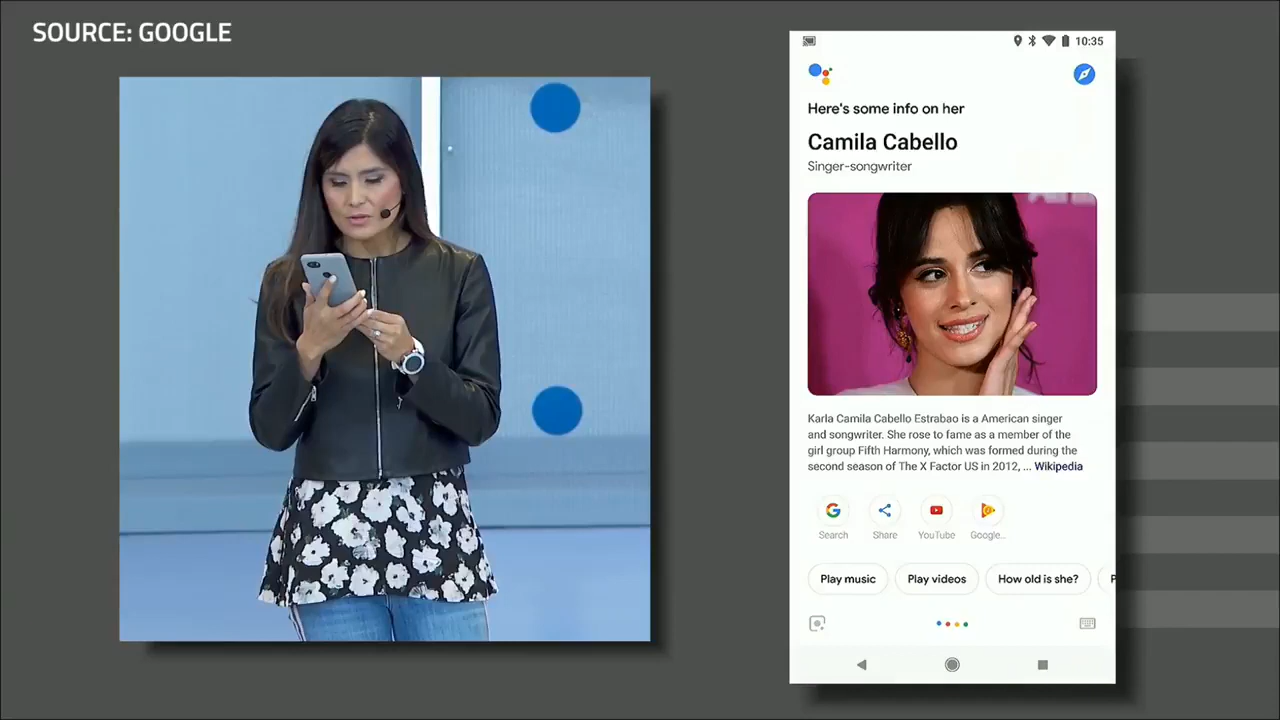 SOURCE: GOOGLE
10:35
Here's some info on her
Camila Cabello
Singer-songwriter
Karla Camila Cabello Estrabao is a American singer
and songwriter. She rose to fame as a member of the
girl group Fifth Harmony, which was formed during the
second season of The X Factor US in 2012, ... Wikipedia
Search Share YouTube Google...
Play music Play videos How old is she? P